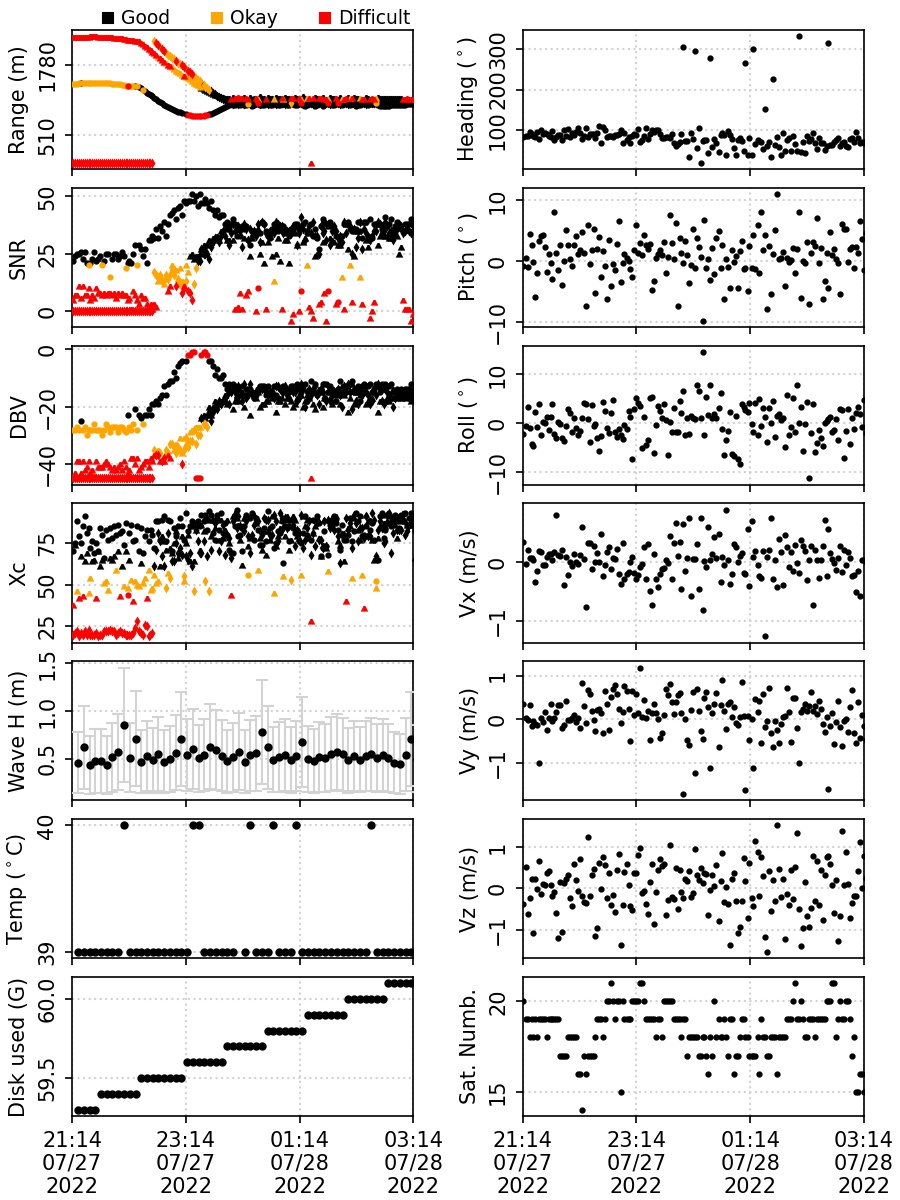 Good Okay Difficult
Range (m)
1780
510
Heading (°)
300
200
100
SNR
50
25
0
Pitch (°)
10
0
−10
DBV
0
−20
−40
Roll (°)
10
0
−10
Xc
75
50
25
Vx (m/s)
0
−1
Wave H (m)
1.5
1.0
0.5
Vy (m/s)
1
0
−1
Temp (°C)
40
39
Vz (m/s)
1
0
−1
Disk used (G)
60.0
59.5
Sat. Numb.
20
15
21:14 23:14 01:14 03:14 21:14 23:14 01:14 03:14
07/27 07/27 07/28 07/28 07/27 07/27 07/28 07/28
2022 2022 2022 2022 2022 2022 2022 2022